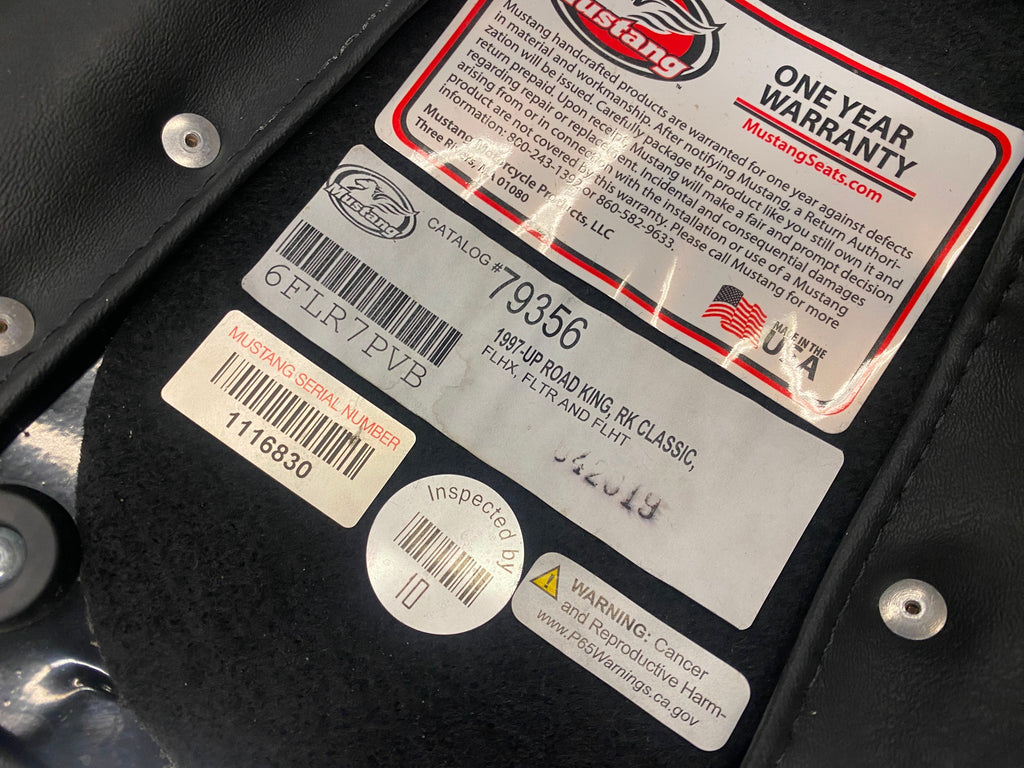 Mustang
Mustang handcrafted products are warranted for one year against defects
in material and workmanship. After notifying Mustang, a Return Authori-
zation will be issued. Carefully package the product like you still own it and
return prepaid. Upon receipt, Mustang will make a fair and prompt decision
regarding repair or replacement. Incidental and consequential damages
arising from or in connection with the installation or use of a Mustang
product are not covered by this warranty. Please call Mustang for more
information: 800-243-139 or 860-582-9633.
Mustang Motorcycle Products, LLC
Three Rivers, 01080
ONE YEAR
WARRANTY
MustangSeats.com
MADE IN THE
USA
Mustang
CATALOG # 79356
6FLR7PVB
1997-UP ROAD KING, RK CLASSIC,
FLHX, FLTR AND FLHT
042019
MUSTANG SERIAL NUMBER
1116830
Inspected by
10
WARNING: Cancer
and Reproductive Harm-
www.P65Warnings.ca.gov